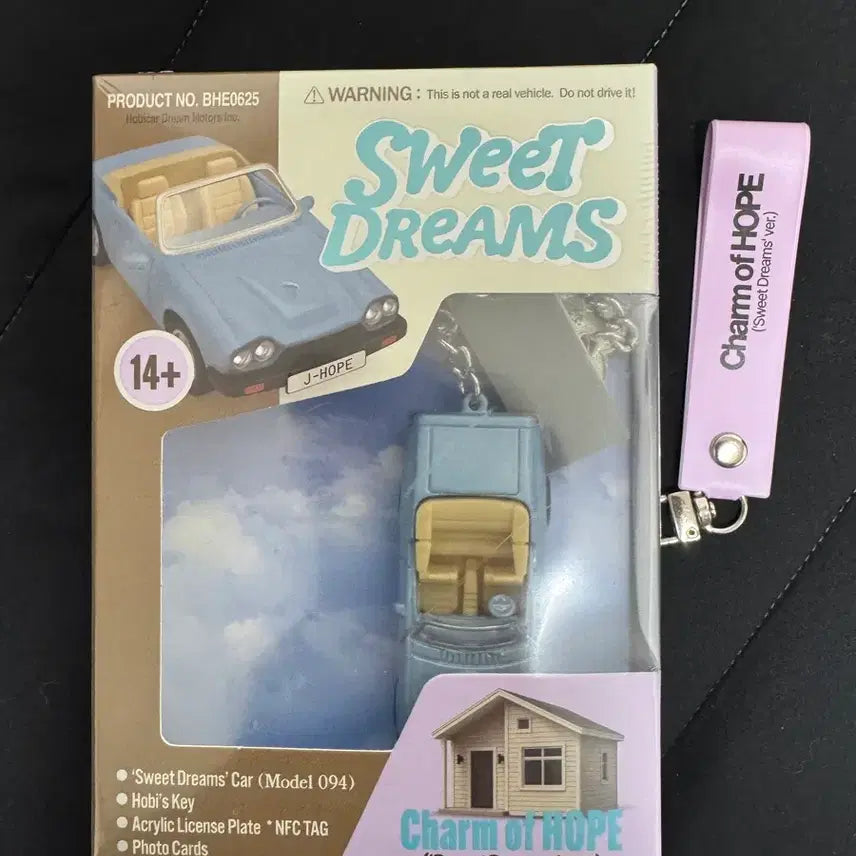 PRODUCT NO. BHE0625
Hobicar Dream Motors Inc.
⚠ WARNING : This is not a real vehicle. Do not drive it!
SWEET
DREAMS
J-HOPE
14+
Charm of HOPE
('Sweet Dreams' ver.)
• 'Sweet Dreams' Car (Model 094)
• Hobi's Key
• Acrylic License Plate * NFC TAG
• Photo Cards
Charm of HOPE